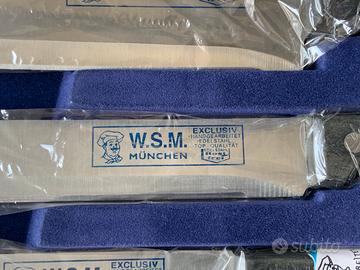 W.S.M.
MÜNCHEN
EXCLUSIV
·HANDGEARBEITET
·EDELSTAHL
·TOP-QUALITÄT
W.S.M.
EXCLUSIV
subito